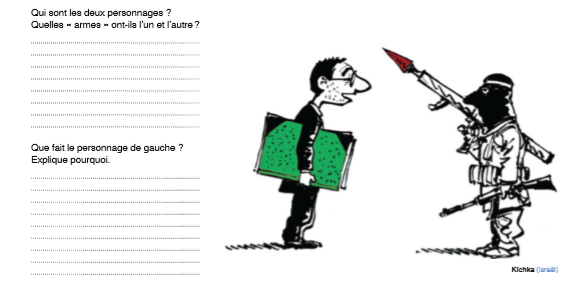 Qui sont les deux personnages ?
Quelles « armes » ont-ils l'un et l'autre ?
Que fait le personnage de gauche ?
Explique pourquoi.
Kichka (Israël)